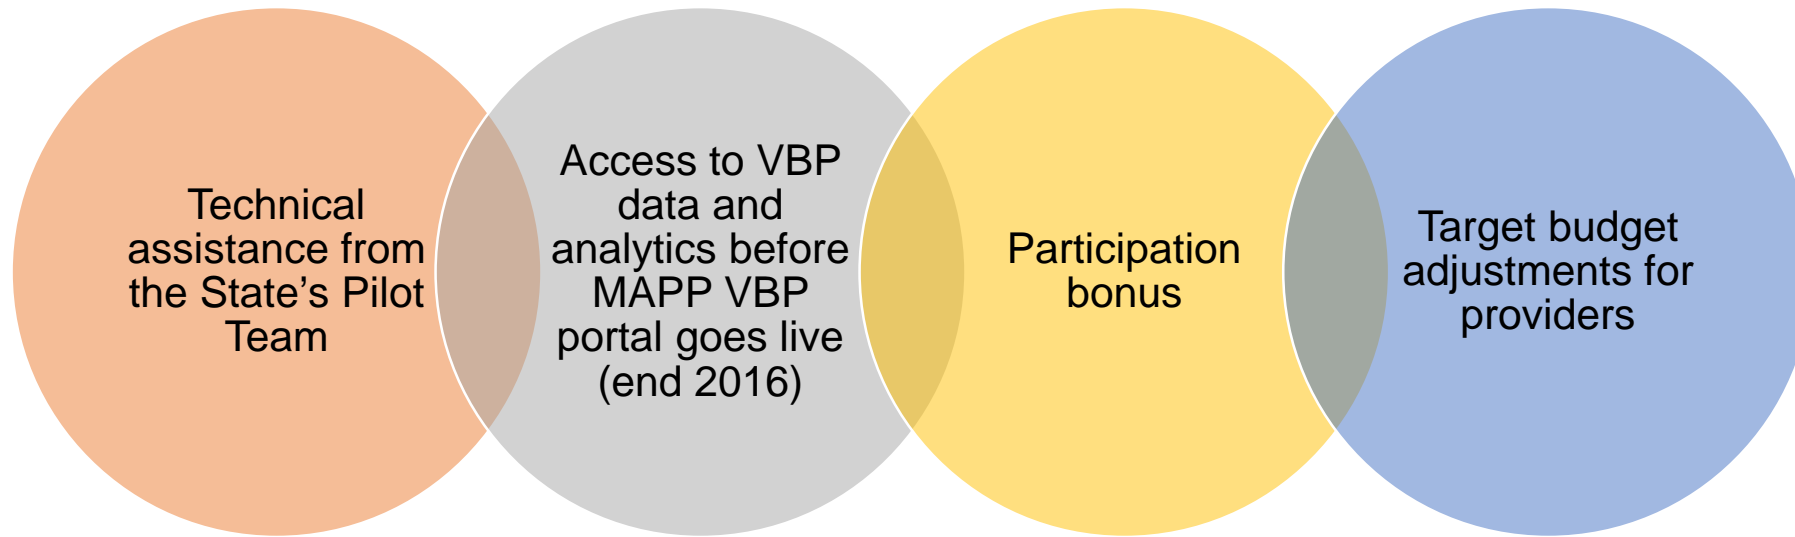 Technical
assistance from
the State’s Pilot
Team
Access to VBP
data and
analytics before
MAPP VBP
portal goes live
(end 2016)
Participation
bonus
Target budget
adjustments for
providers